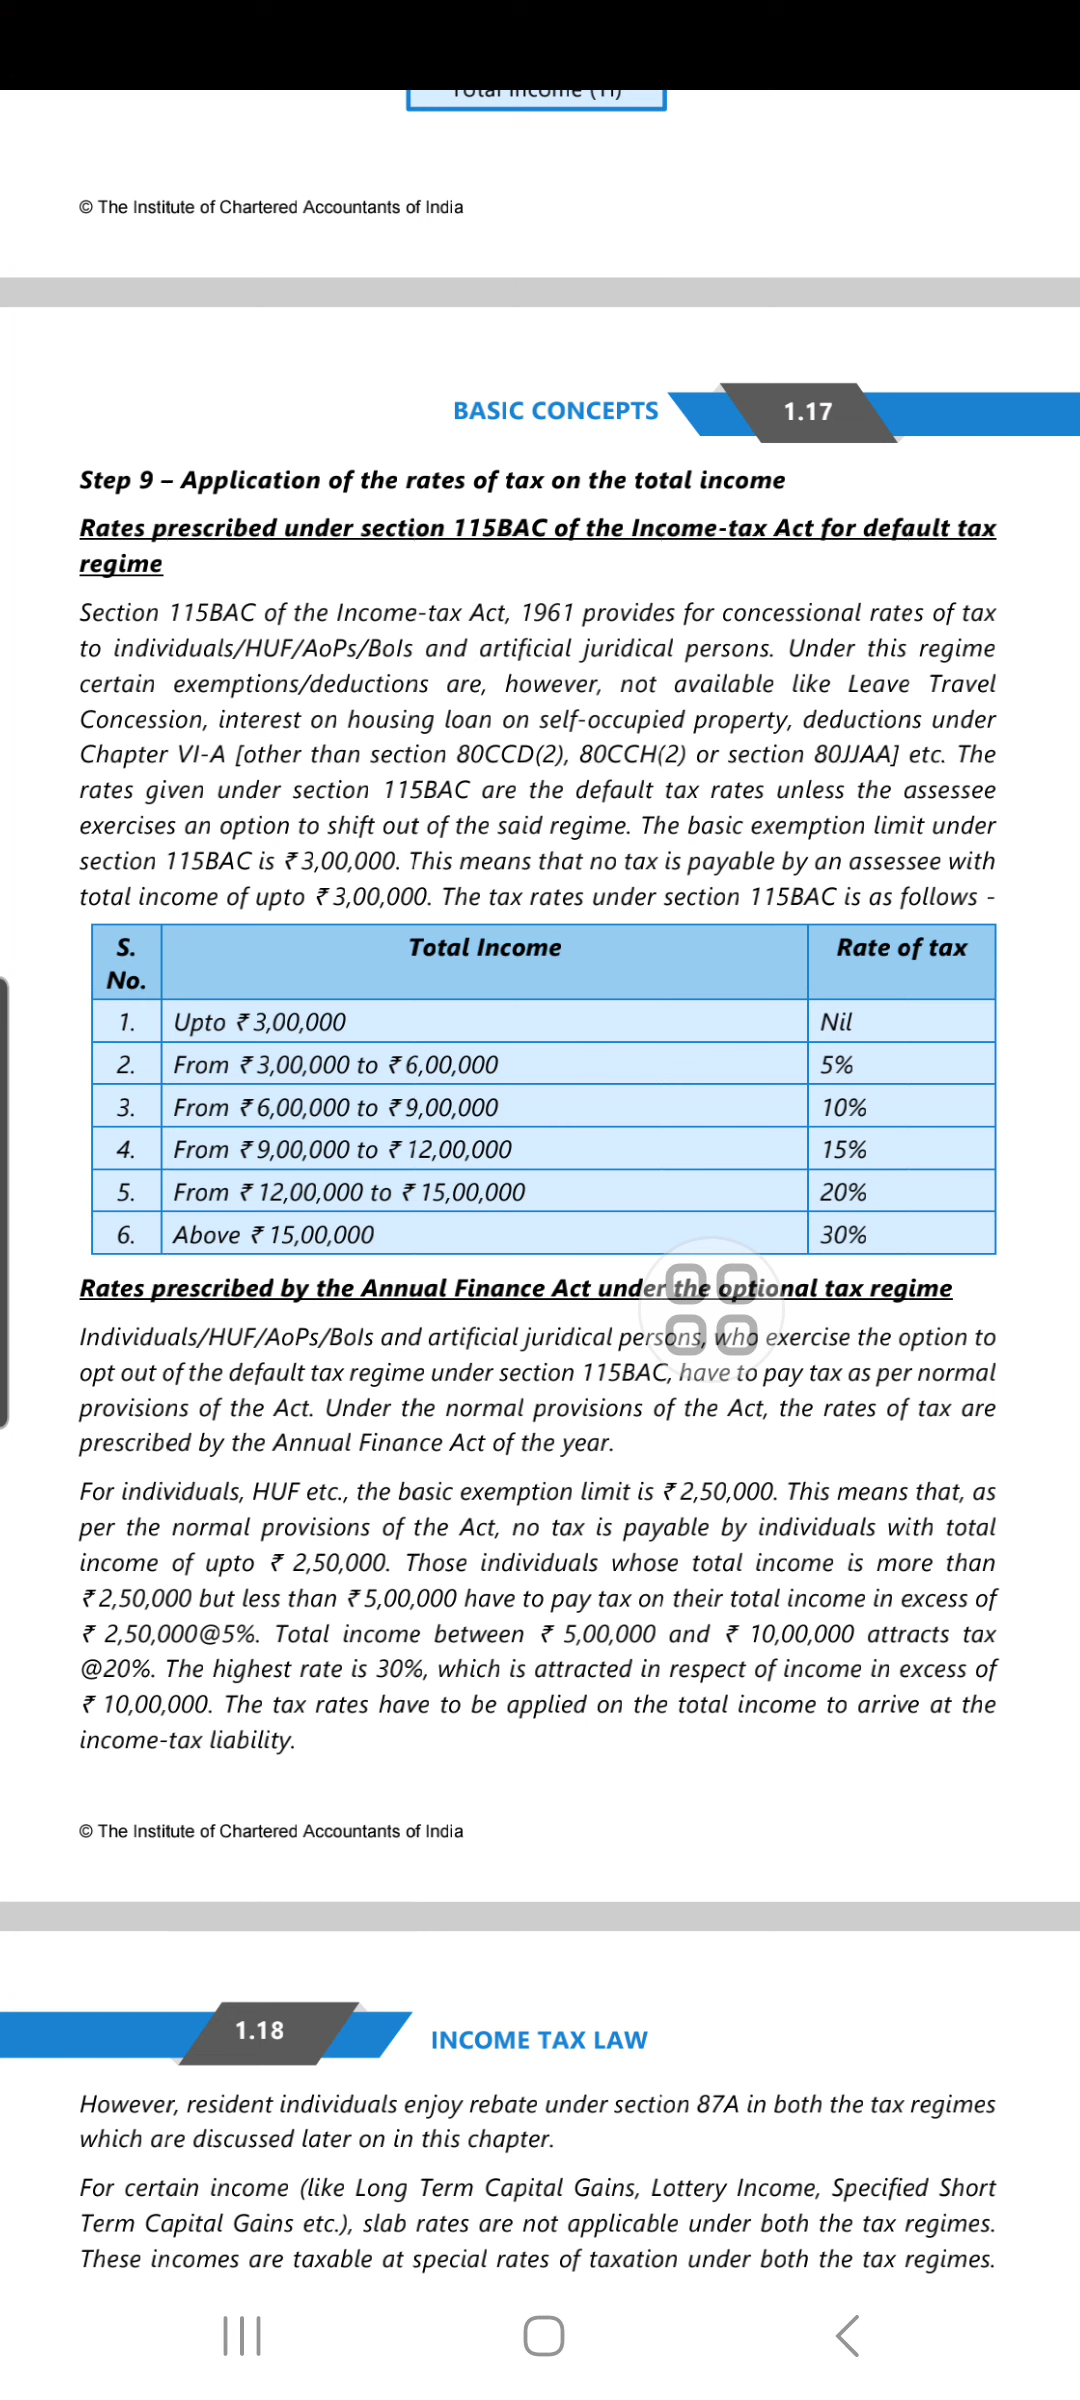 Total Income (TI)
© The Institute of Chartered Accountants of India
BASIC CONCEPTS
1.17
Step 9 – Application of the rates of tax on the total income
Rates prescribed under section 115BAC of the Income-tax Act for default tax
regime
Section 115BAC of the Income-tax Act, 1961 provides for concessional rates of tax
to individuals/HUF/AoPs/BoIs and artificial juridical persons. Under this regime
certain exemptions/deductions are, however, not available like Leave Travel
Concession, interest on housing loan on self-occupied property, deductions under
Chapter VI-A [other than section 80CCD(2), 80CCH(2) or section 80JJAA] etc. The
rates given under section 115BAC are the default tax rates unless the assessee
exercises an option to shift out of the said regime. The basic exemption limit under
section 115BAC is ₹ 3,00,000. This means that no tax is payable by an assessee with
total income of upto ₹ 3,00,000. The tax rates under section 115BAC is as follows -
S. No. Total Income Rate of tax
1. Upto ₹ 3,00,000 Nil
2. From ₹ 3,00,000 to ₹ 6,00,000 5%
3. From ₹ 6,00,000 to ₹ 9,00,000 10%
4. From ₹ 9,00,000 to ₹ 12,00,000 15%
5. From ₹ 12,00,000 to ₹ 15,00,000 20%
6. Above ₹ 15,00,000 30%
Rates prescribed by the Annual Finance Act under the optional tax regime
Individuals/HUF/AoPs/BoIs and artificial juridical persons, who exercise the option to
opt out of the default tax regime under section 115BAC, have to pay tax as per normal
provisions of the Act. Under the normal provisions of the Act, the rates of tax are
prescribed by the Annual Finance Act of the year.
For individuals, HUF etc., the basic exemption limit is ₹ 2,50,000. This means that, as
per the normal provisions of the Act, no tax is payable by individuals with total
income of upto ₹ 2,50,000. Those individuals whose total income is more than
₹ 2,50,000 but less than ₹ 5,00,000 have to pay tax on their total income in excess of
₹ 2,50,000@5%. Total income between ₹ 5,00,000 and ₹ 10,00,000 attracts tax
@20%. The highest rate is 30%, which is attracted in respect of income in excess of
₹ 10,00,000. The tax rates have to be applied on the total income to arrive at the
income-tax liability.
© The Institute of Chartered Accountants of India
1.18
INCOME TAX LAW
However, resident individuals enjoy rebate under section 87A in both the tax regimes
which are discussed later on in this chapter.
For certain income (like Long Term Capital Gains, Lottery Income, Specified Short
Term Capital Gains etc.), slab rates are not applicable under both the tax regimes.
These incomes are taxable at special rates of taxation under both the tax regimes.